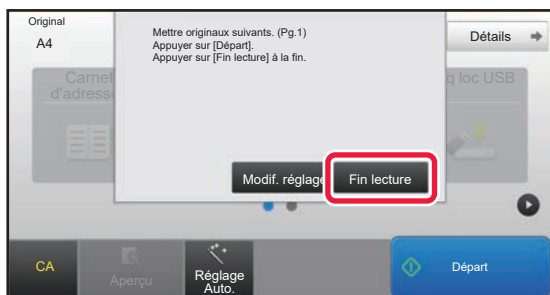 Original
A4
Mettre originaux suivants. (Pg.1)
Appuyer sur [Départ].
Appuyer sur [Fin lecture] à la fin.
Détails
Carnet
d'adresse
q loc USB
Modif. réglage
Fin lecture
CA
Aperçu
Réglage
Auto.
Départ